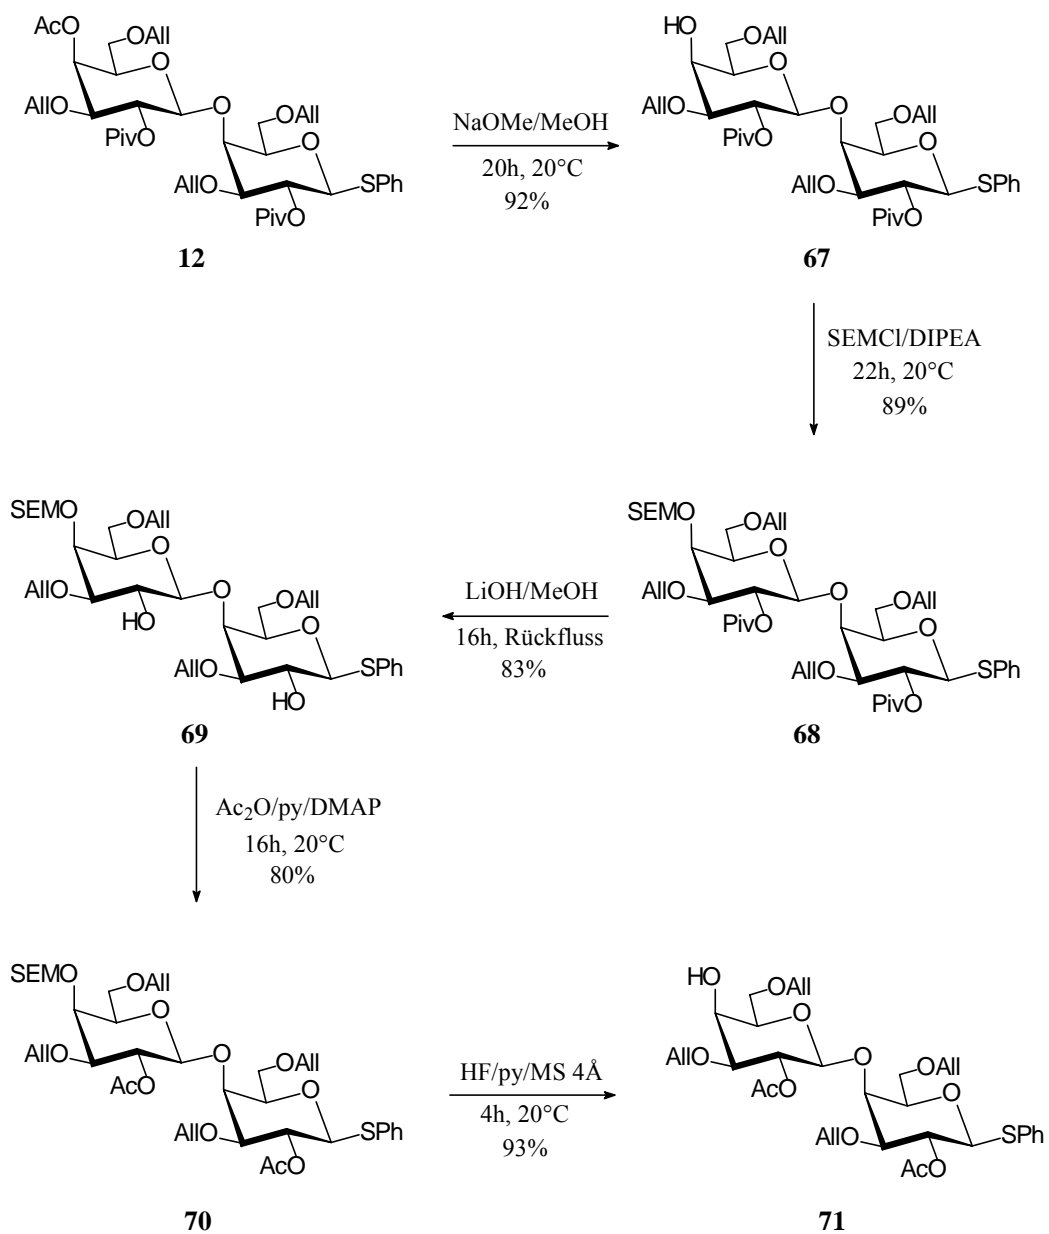 AcO
OAll
O
AllO
O
PivO
OAll
O
AllO
SPh
PivO
12
NaOMe/MeOH
20h, 20°C
92%
HO
OAll
O
AllO
O
PivO
OAll
O
AllO
SPh
PivO
67
SEMCl/DIPEA
22h, 20°C
89%
SEMO
OAll
O
AllO
O
PivO
OAll
O
AllO
SPh
PivO
68
LiOH/MeOH
16h, Rückfluss
83%
SEMO
OAll
O
AllO
O
HO
OAll
O
AllO
SPh
HO
69
Ac₂O/py/DMAP
16h, 20°C
80%
SEMO
OAll
O
AllO
O
AcO
OAll
O
AllO
SPh
AcO
70
HF/py/MS 4Å
4h, 20°C
93%
HO
OAll
O
AllO
O
AcO
OAll
O
AllO
SPh
AcO
71